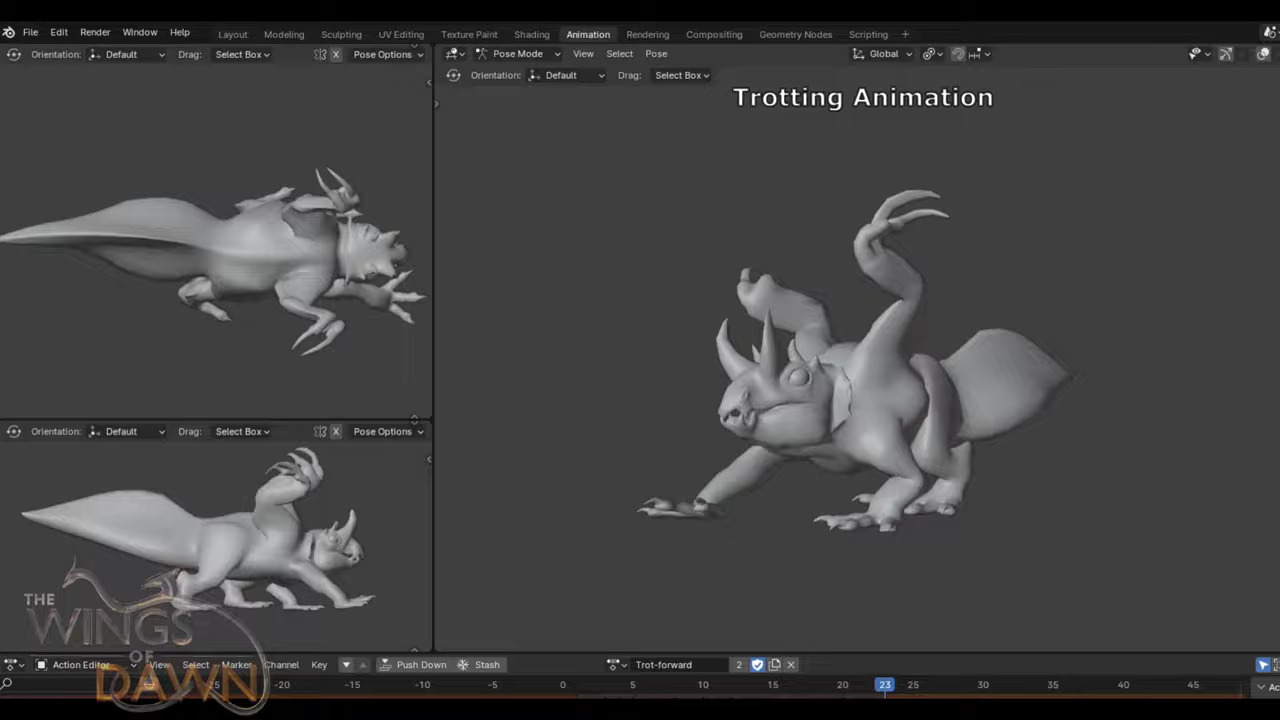 File Edit Render Window Help Layout Modeling Sculpting UV Editing Texture Paint Shading Animation Rendering Compositing Geometry Nodes Scripting +
Orientation: Default Drag: Select Box X Pose Options
Pose Mode View Select Pose Global
Orientation: Default Drag: Select Box
Trotting Animation
Orientation: Default Drag: Select Box X Pose Options
THE
WINGS
OF
DAWN
Action Editor View Select Marker Channel Key Push Down Stash Trot-forward 2
-20 -15 -10 -5 0 5 10 15 20 23 25 30 35 40 45